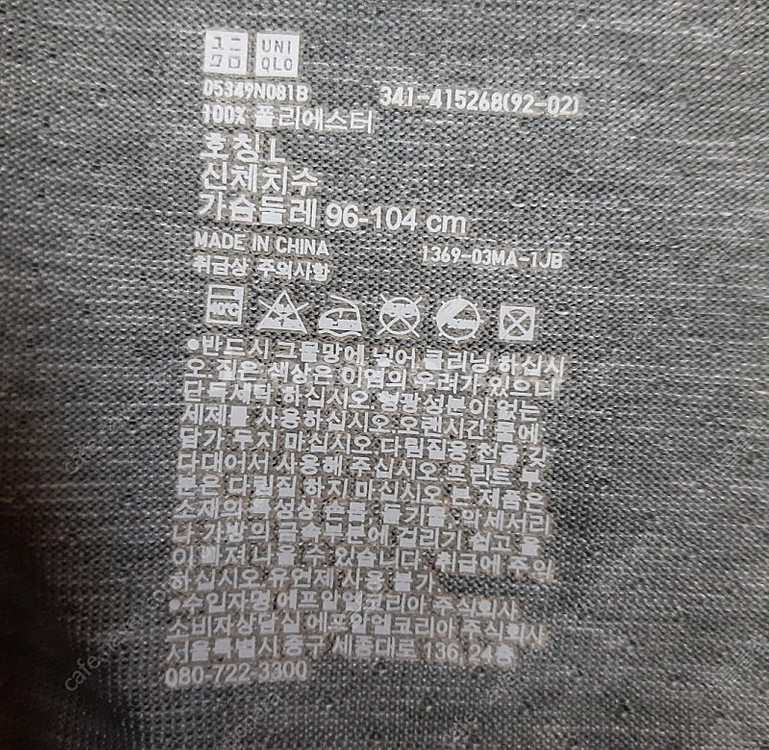 ユニ
クロ
UNI
QLO
05349N081B
341-415268(92-02)
100% 폴리에스터
호칭 L
신체치수
가슴둘레 96-104 cm
MADE IN CHINA
1369-03MA-1JB
취급상 주의사항
40℃
●반드시 그물망에 넣어 클리닝 하십시
오. 짙은 색상은 이염의 우려가 있으니
단독세탁 하십시오. 형광성분이 없는
세제를 사용하십시오. 오랜시간 물에
담가 두지 마십시오. 다림질용 천을 갖
다대어서 사용해 주십시오. 프린트 부
분은 다림질 하지 마십시오. 본 제품은
소재의 특성상 손톱, 돌기물, 악세서리
나 가방의 금속부분에 걸리기 쉽고 올
이 빠져 나올 수 있습니다. 취급에 주의
하십시오. 유연제 사용 불가.
●수입자명 에프알엘코리아 주식회사
소비자상담실 에프알엘코리아 주식회사
서울특별시 중구 세종대로 136, 24층
080-722-3300
cafe.naver.com